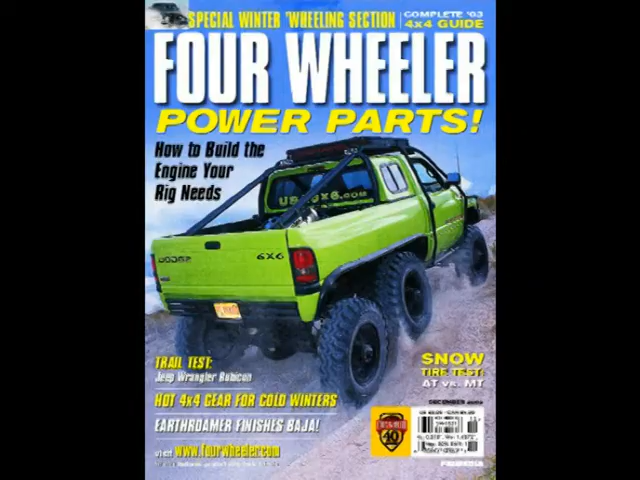 SPECIAL WINTER 'WHEELING SECTION
COMPLETE '03
4x4 GUIDE
FOUR WHEELER
POWER PARTS!
How to Build the
Engine Your
Rig Needs
DODGE
6X6
TRAIL TEST:
Jeep Wrangler Rubicon
SNOW
TIRE TEST:
AT vs. MT
HOT 4x4 GEAR FOR COLD WINTERS
EARTHROAMER FINISHES BAJA!
visit www.fourwheeler.com
DECEMBER
40